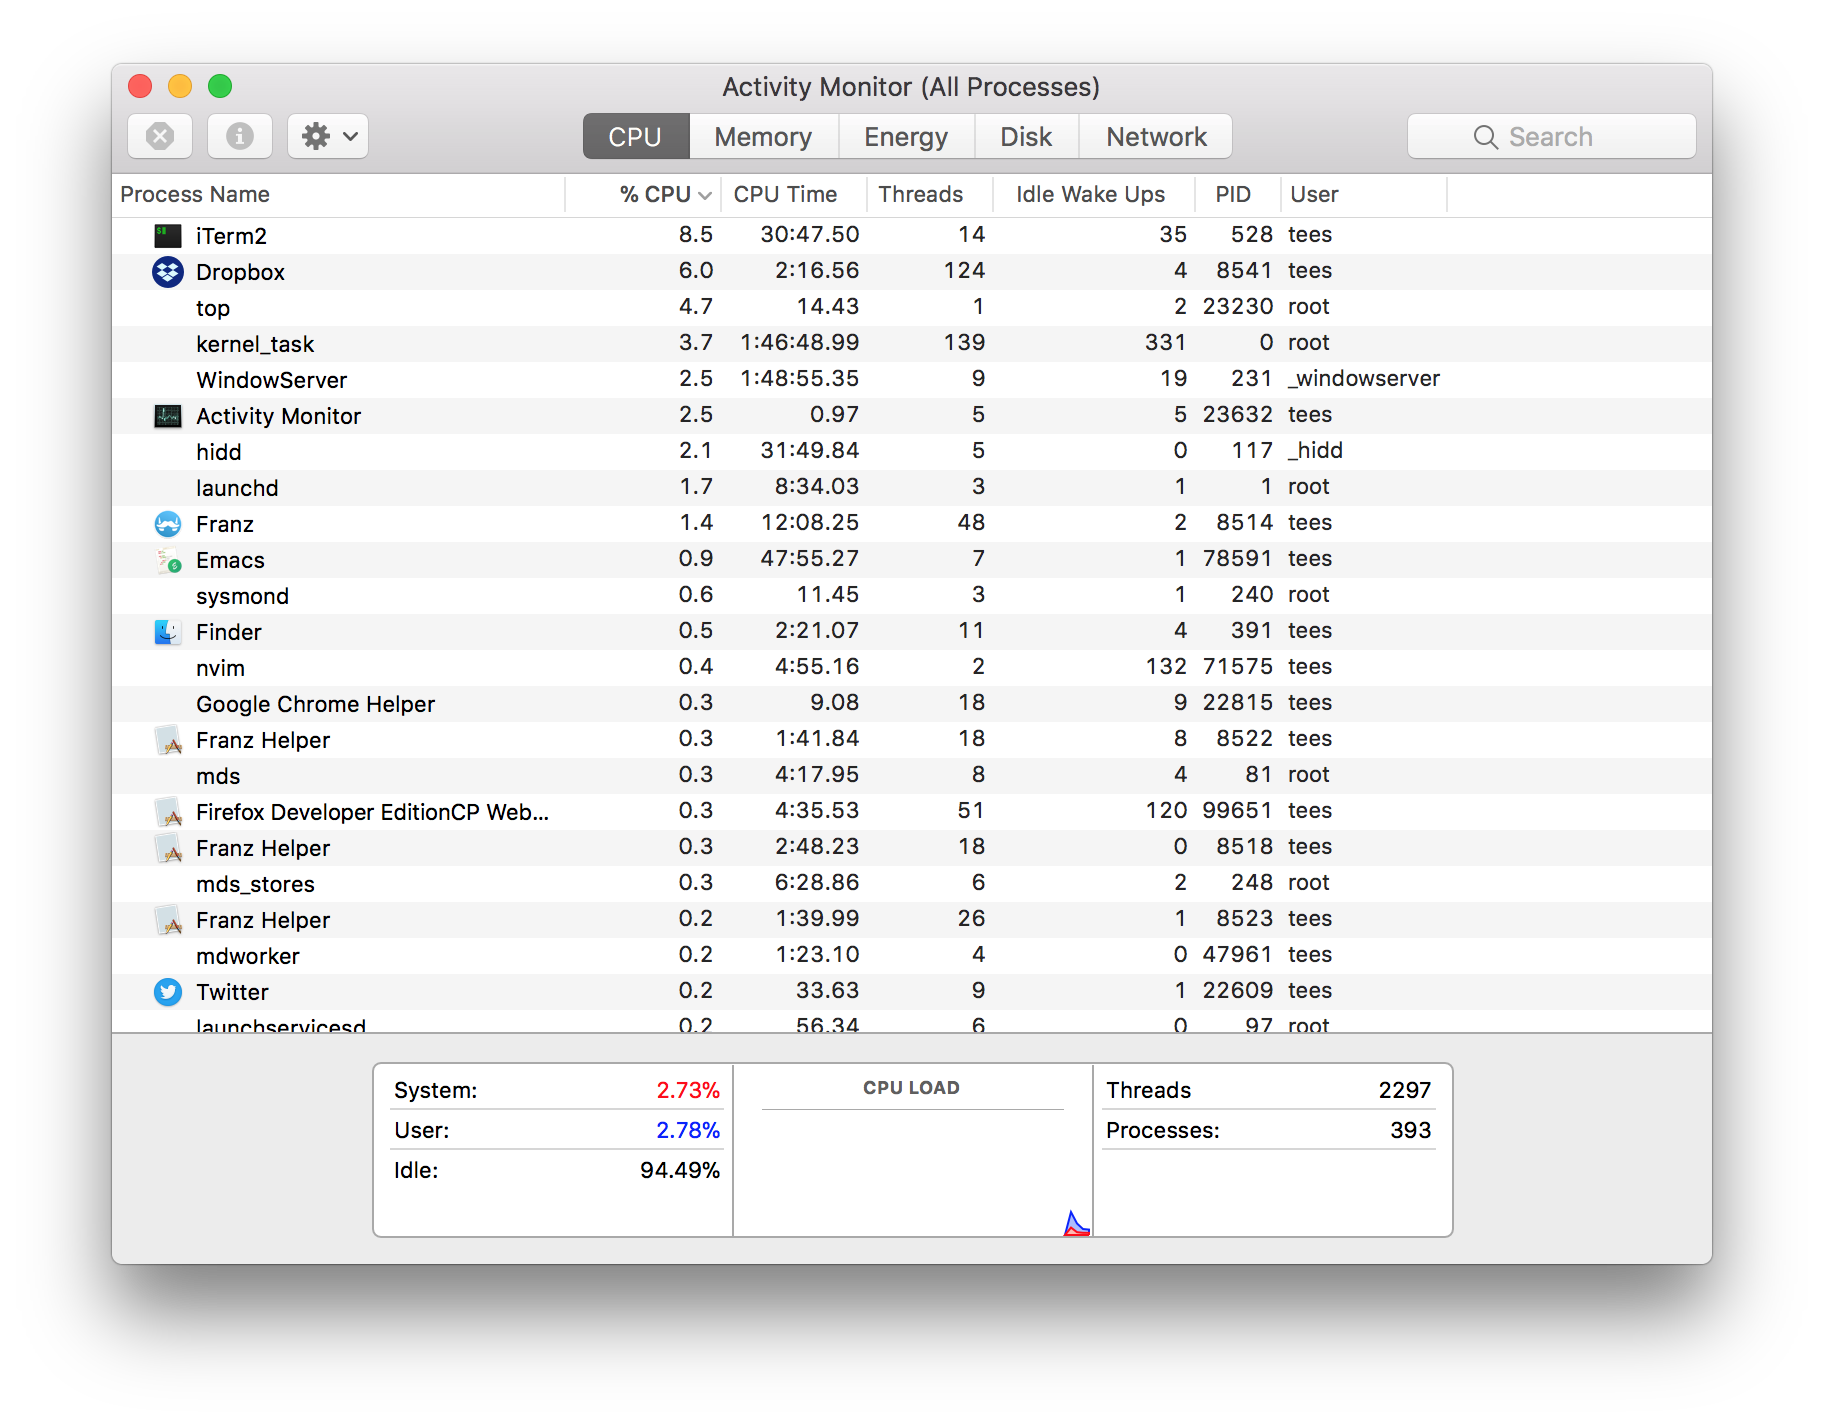 Activity Monitor (All Processes)
CPU Memory Energy Disk Network Search
Process Name % CPU CPU Time Threads Idle Wake Ups PID User
iTerm2 8.5 30:47.50 14 35 528 tees
Dropbox 6.0 2:16.56 124 4 8541 tees
top 4.7 14.43 1 2 23230 root
kernel_task 3.7 1:46:48.99 139 331 0 root
WindowServer 2.5 1:48:55.35 9 19 231 _windowserver
Activity Monitor 2.5 0.97 5 5 23632 tees
hidd 2.1 31:49.84 5 0 117 _hidd
launchd 1.7 8:34.03 3 1 1 root
Franz 1.4 12:08.25 48 2 8514 tees
Emacs 0.9 47:55.27 7 1 78591 tees
sysmond 0.6 11.45 3 1 240 root
Finder 0.5 2:21.07 11 4 391 tees
nvim 0.4 4:55.16 2 132 71575 tees
Google Chrome Helper 0.3 9.08 18 9 22815 tees
Franz Helper 0.3 1:41.84 18 8 8522 tees
mds 0.3 4:17.95 8 4 81 root
Firefox Developer EditionCP Web... 0.3 4:35.53 51 120 99651 tees
Franz Helper 0.3 2:48.23 18 0 8518 tees
mds_stores 0.3 6:28.86 6 2 248 root
Franz Helper 0.2 1:39.99 26 1 8523 tees
mdworker 0.2 1:23.10 4 0 47961 tees
Twitter 0.2 33.63 9 1 22609 tees
launchservicesd 0.2 56.34 6 0 97 root
System: 2.73% CPU LOAD Threads 2297
User: 2.78% Processes: 393
Idle: 94.49%